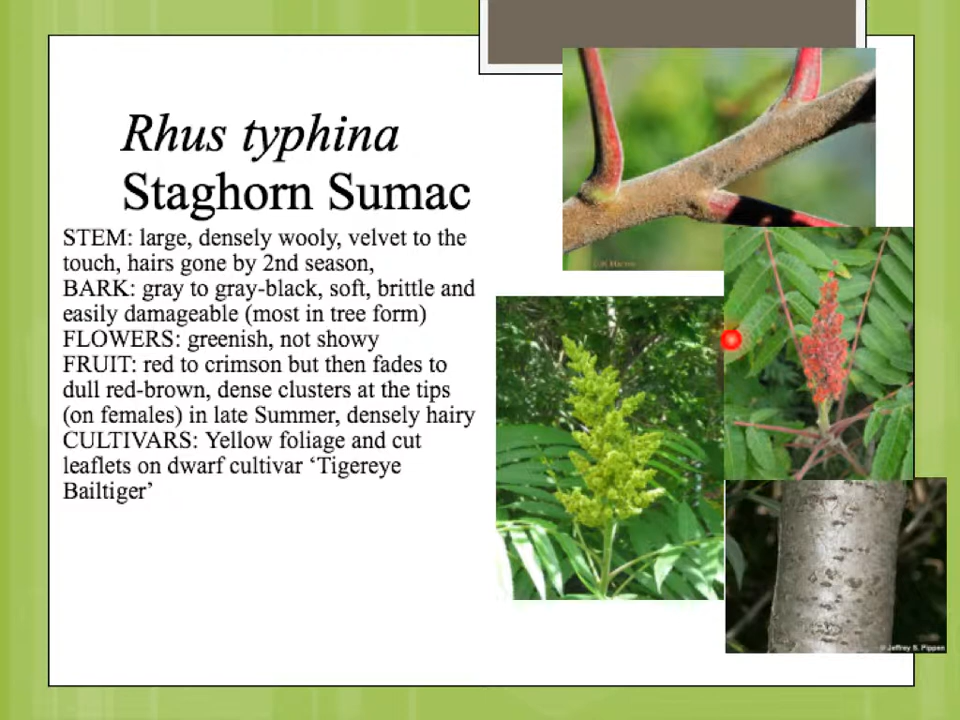 Rhus typhina
Staghorn Sumac
STEM: large, densely wooly, velvet to the
touch, hairs gone by 2nd season,
BARK: gray to gray-black, soft, brittle and
easily damageable (most in tree form)
FLOWERS: greenish, not showy
FRUIT: red to crimson but then fades to
dull red-brown, dense clusters at the tips
(on females) in late Summer, densely hairy
CULTIVARS: Yellow foliage and cut
leaflets on dwarf cultivar ‘Tigereye
Bailtiger’
© Jeffrey S. Pippen